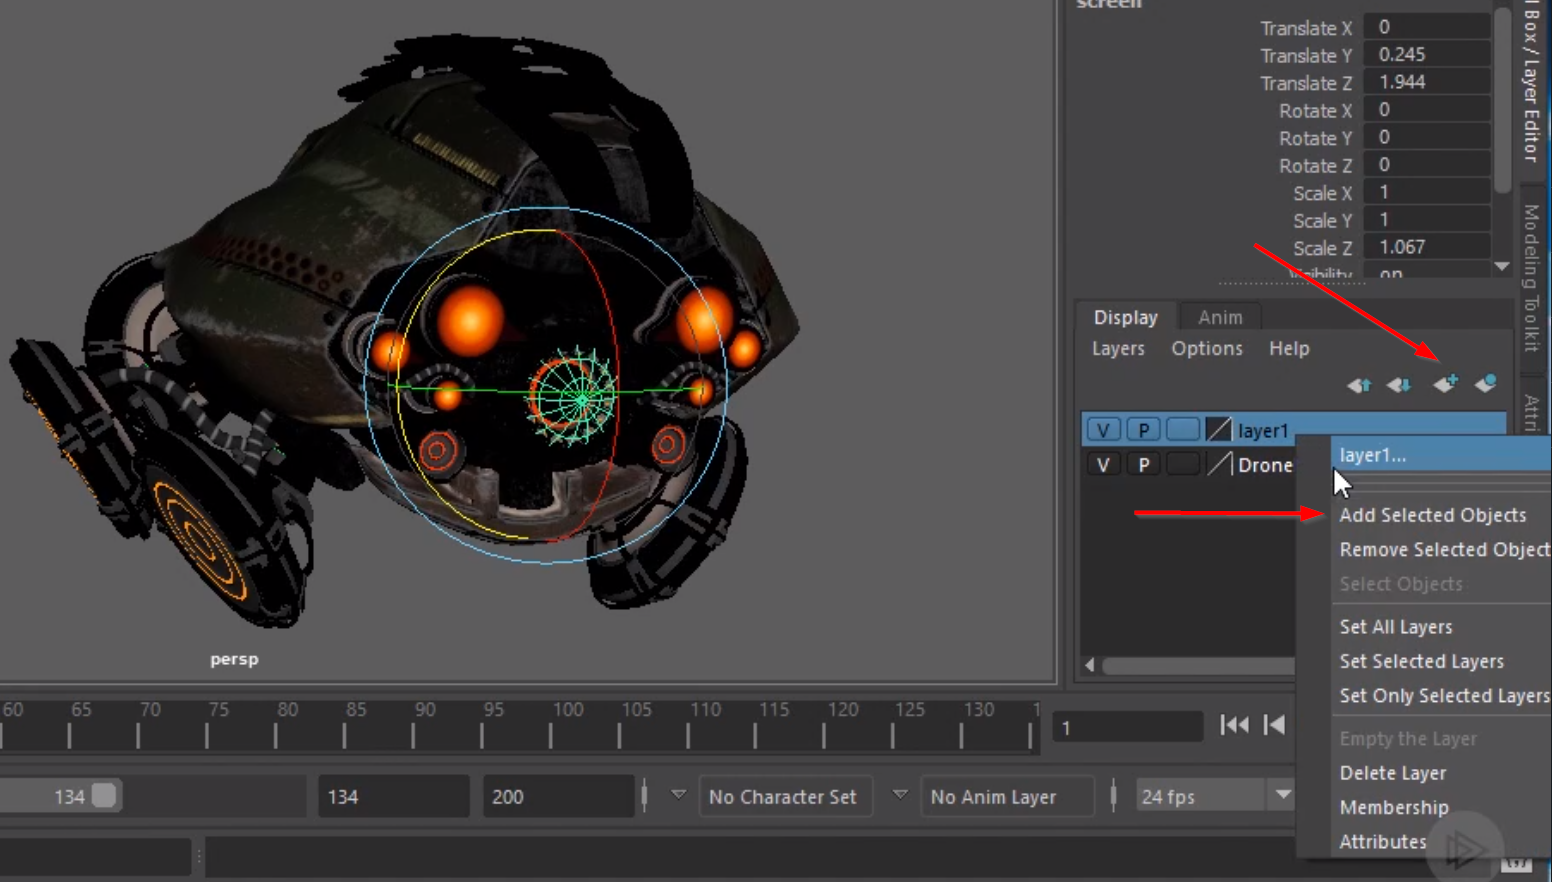 screen
Translate X 0
Translate Y 0.245
Translate Z 1.944
Rotate X 0
Rotate Y 0
Rotate Z 0
Scale X 1
Scale Y 1
Scale Z 1.067
Visibility on
l Box / Layer Editor
Modeling Toolkit
Attri
Display Anim
Layers Options Help
V P layer1
V P Drone
layer1...
Add Selected Objects
Remove Selected Object
Select Objects
Set All Layers
Set Selected Layers
Set Only Selected Layers
Empty the Layer
Delete Layer
Membership
Attributes
persp
60 65 70 75 80 85 90 95 100 105 110 115 120 125 130 1
1
134 134 200 No Character Set No Anim Layer 24 fps